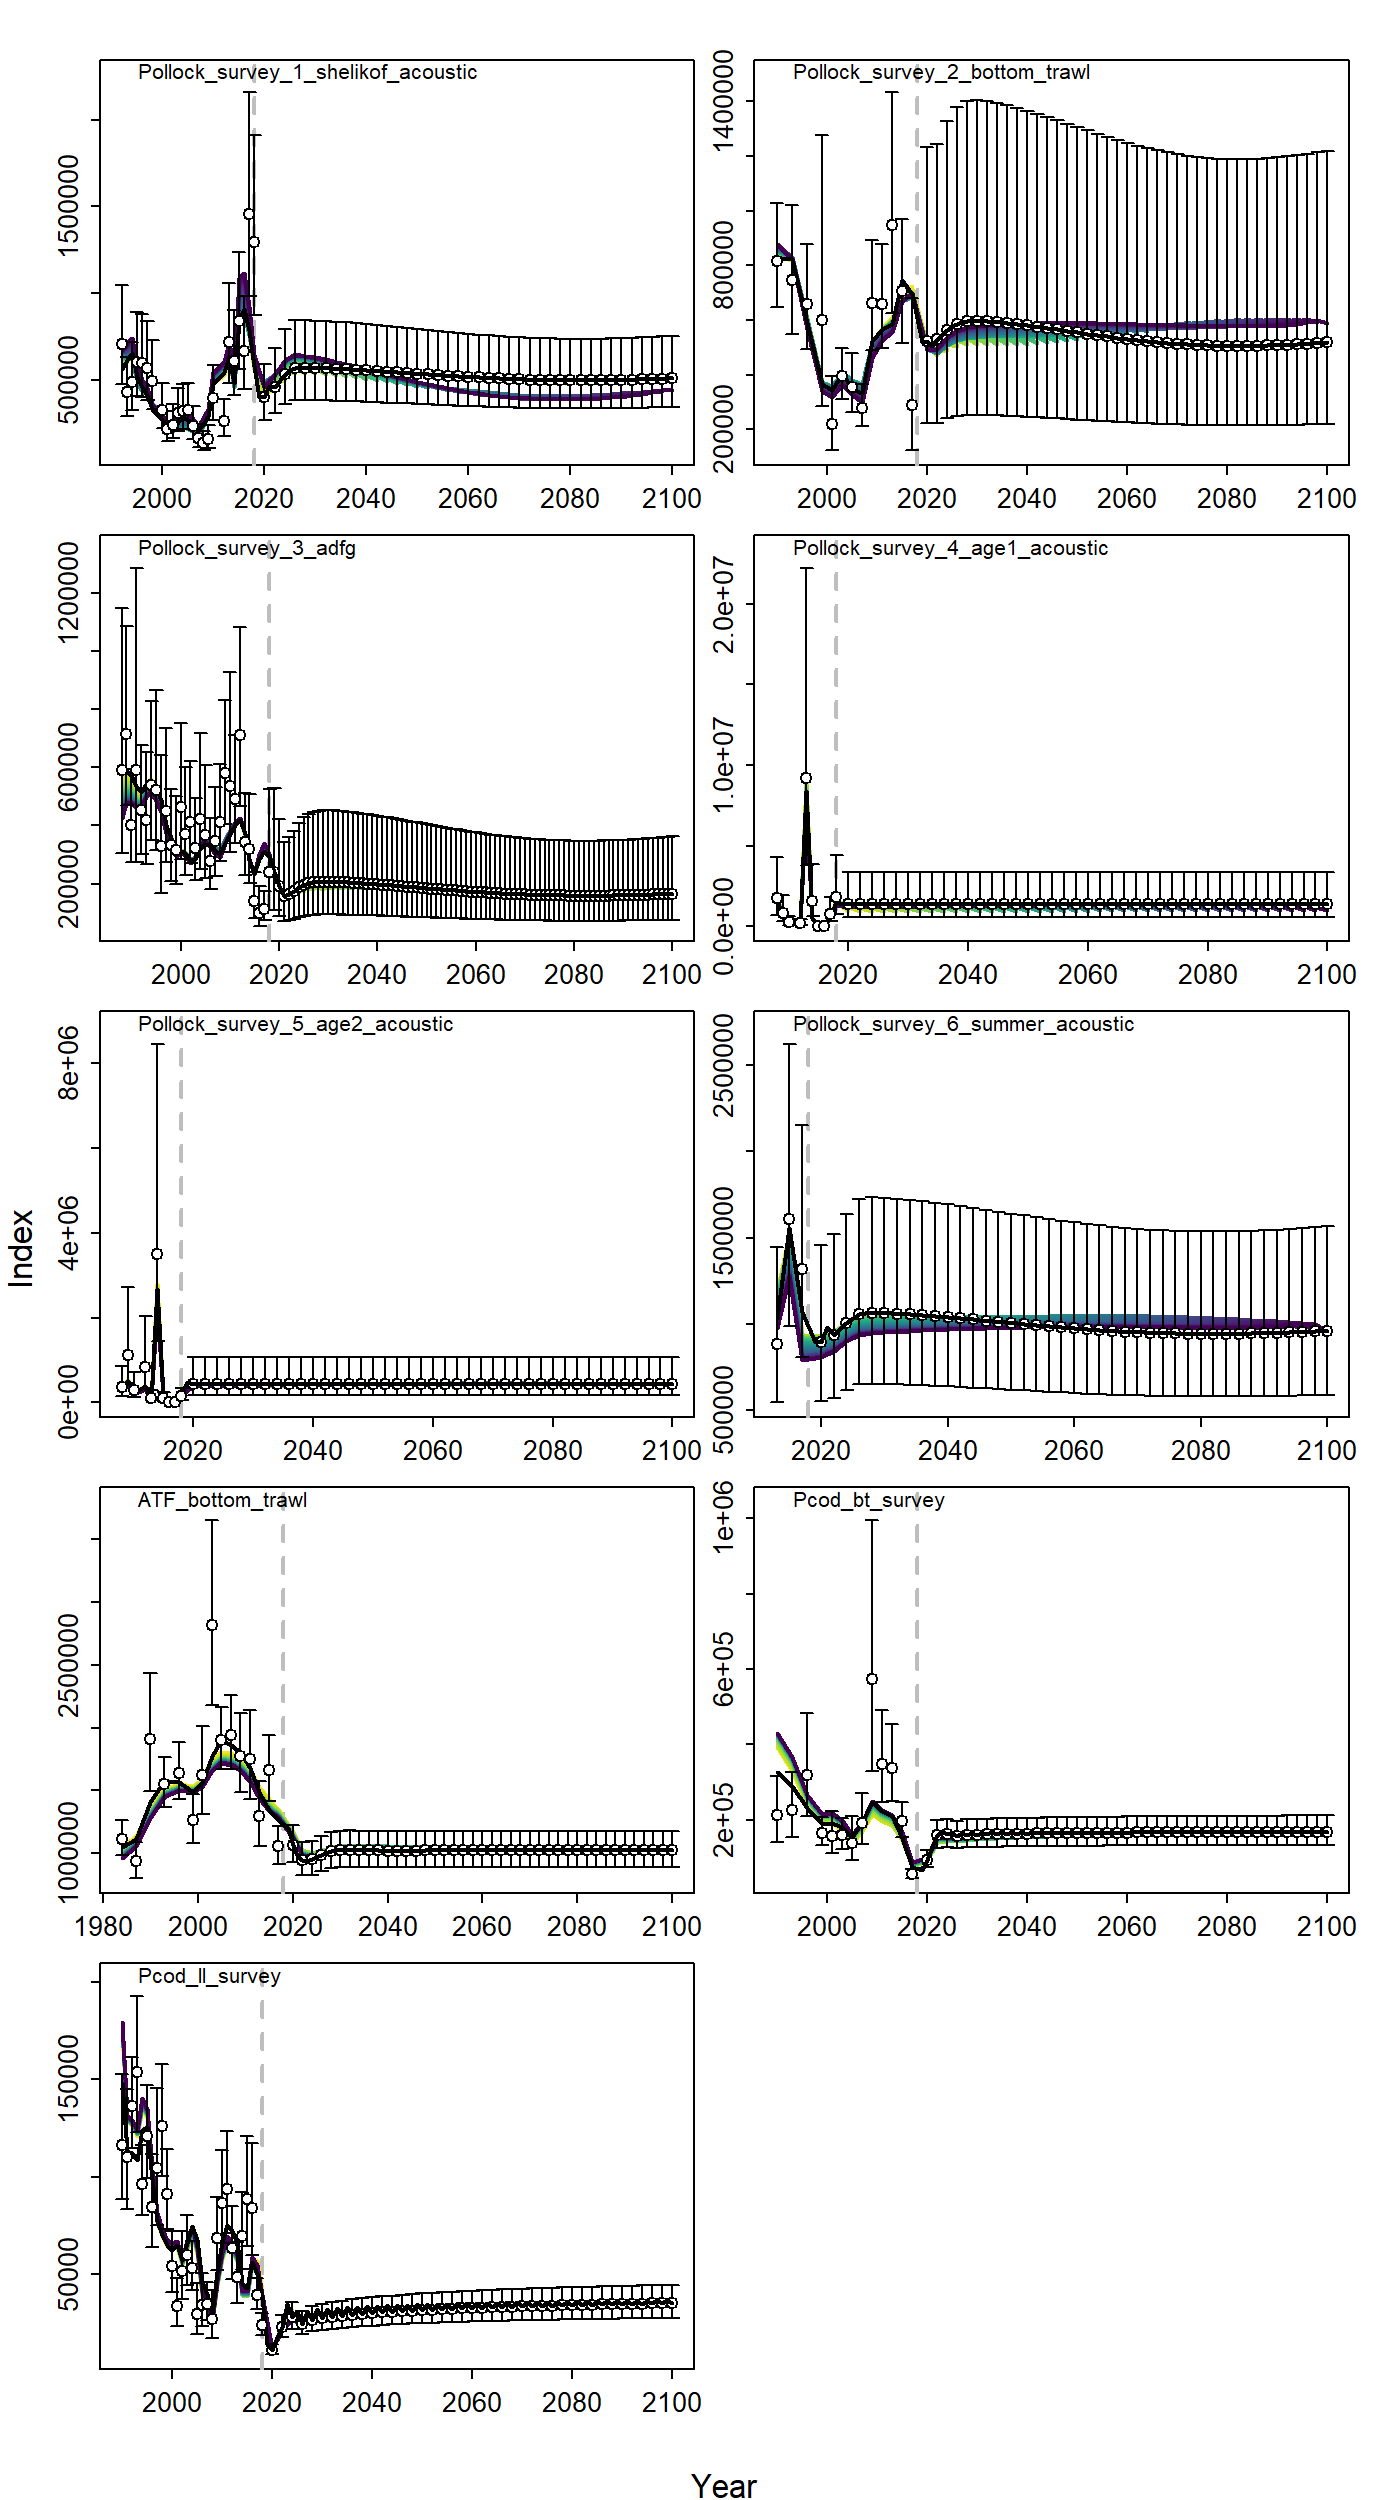 Pollock_survey_1_shelikof_acoustic
500000 1500000
2000 2020 2040 2060 2080 2100
Pollock_survey_2_bottom_trawl
200000 800000 1400000
2000 2020 2040 2060 2080 2100
Pollock_survey_3_adfg
200000 600000 1200000
2000 2020 2040 2060 2080 2100
Pollock_survey_4_age1_acoustic
0.0e+00 1.0e+07 2.0e+07
2020 2040 2060 2080 2100
Pollock_survey_5_age2_acoustic
0e+00 4e+06 8e+06
2020 2040 2060 2080 2100
Pollock_survey_6_summer_acoustic
500000 1500000 2500000
2020 2040 2060 2080 2100
Index
ATF_bottom_trawl
1000000 2500000
1980 2000 2020 2040 2060 2080 2100
Pcod_bt_survey
2e+05 6e+05 1e+06
2000 2020 2040 2060 2080 2100
Pcod_ll_survey
50000 150000
2000 2020 2040 2060 2080 2100
Year